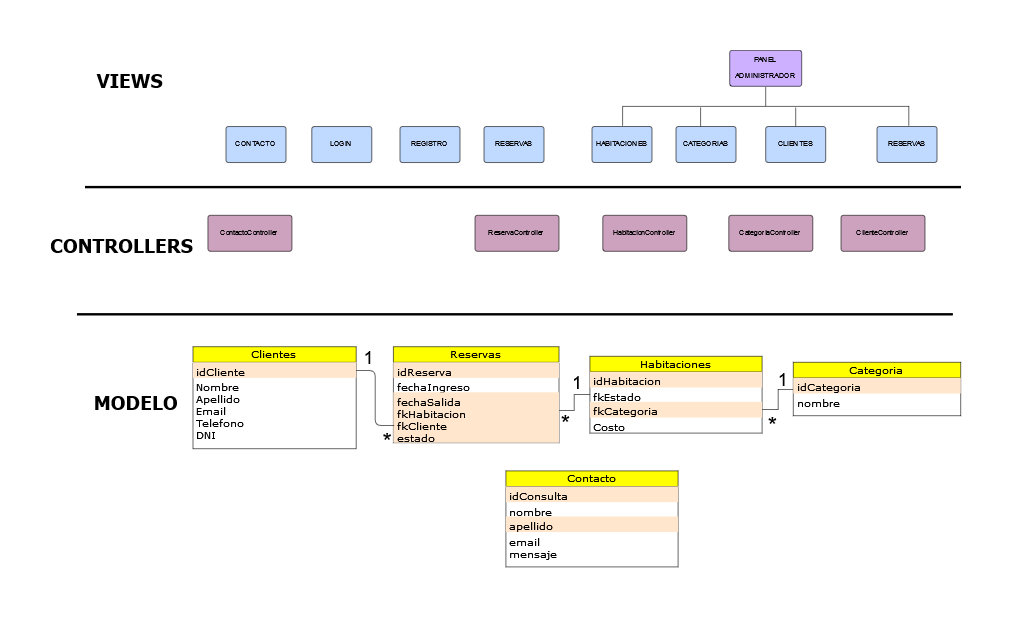 VIEWS
PANEL
ADMINISTRADOR
CONTACTO
LOGIN
REGISTRO
RESERVAS
HABITACIONES
CATEGORIAS
CLIENTES
RESERVAS
CONTROLLERS
ContactoController
ReservaController
HabitacionController
CategoriaController
ClienteController
MODELO
Clientes
idCliente
Nombre
Apellido
Email
Telefono
DNI
1
*
Reservas
idReserva
fechaIngreso
fechaSalida
fkHabitacion
fkCliente
estado
1
*
Habitaciones
idHabitacion
fkEstado
fkCategoria
Costo
1
*
Categoria
idCategoria
nombre
Contacto
idConsulta
nombre
apellido
email
mensaje